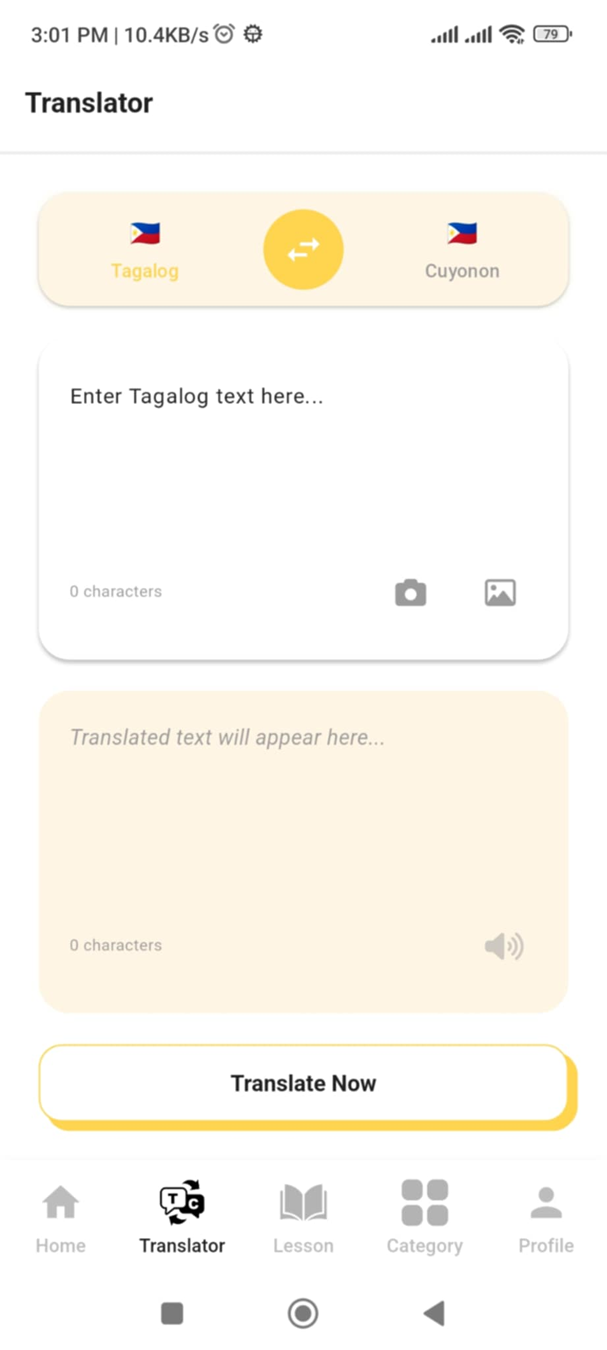 3:01 PM | 10.4KB/s 79
Translator
Tagalog Cuyonon
Enter Tagalog text here...
0 characters
Translated text will appear here...
0 characters
Translate Now
T C
Home Translator Lesson Category Profile